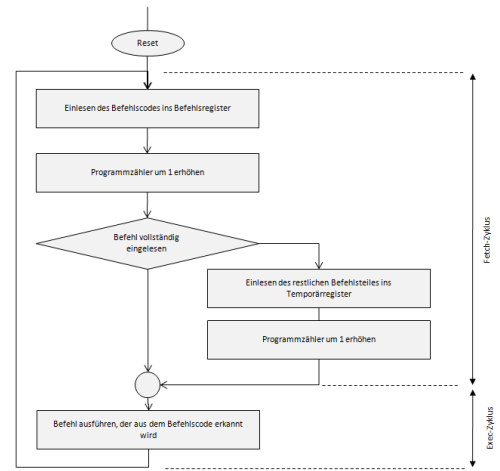 Reset
Einlesen des Befehlscodes ins Befehlsregister
Programmzähler um 1 erhöhen
Befehl vollständig
eingelesen
Einlesen des restlichen Befehlsteiles ins
Temporärregister
Programmzähler um 1 erhöhen
Befehl ausführen, der aus dem Befehlscode erkannt
wird
Fetch-Zyklus
Exec-Zyklus